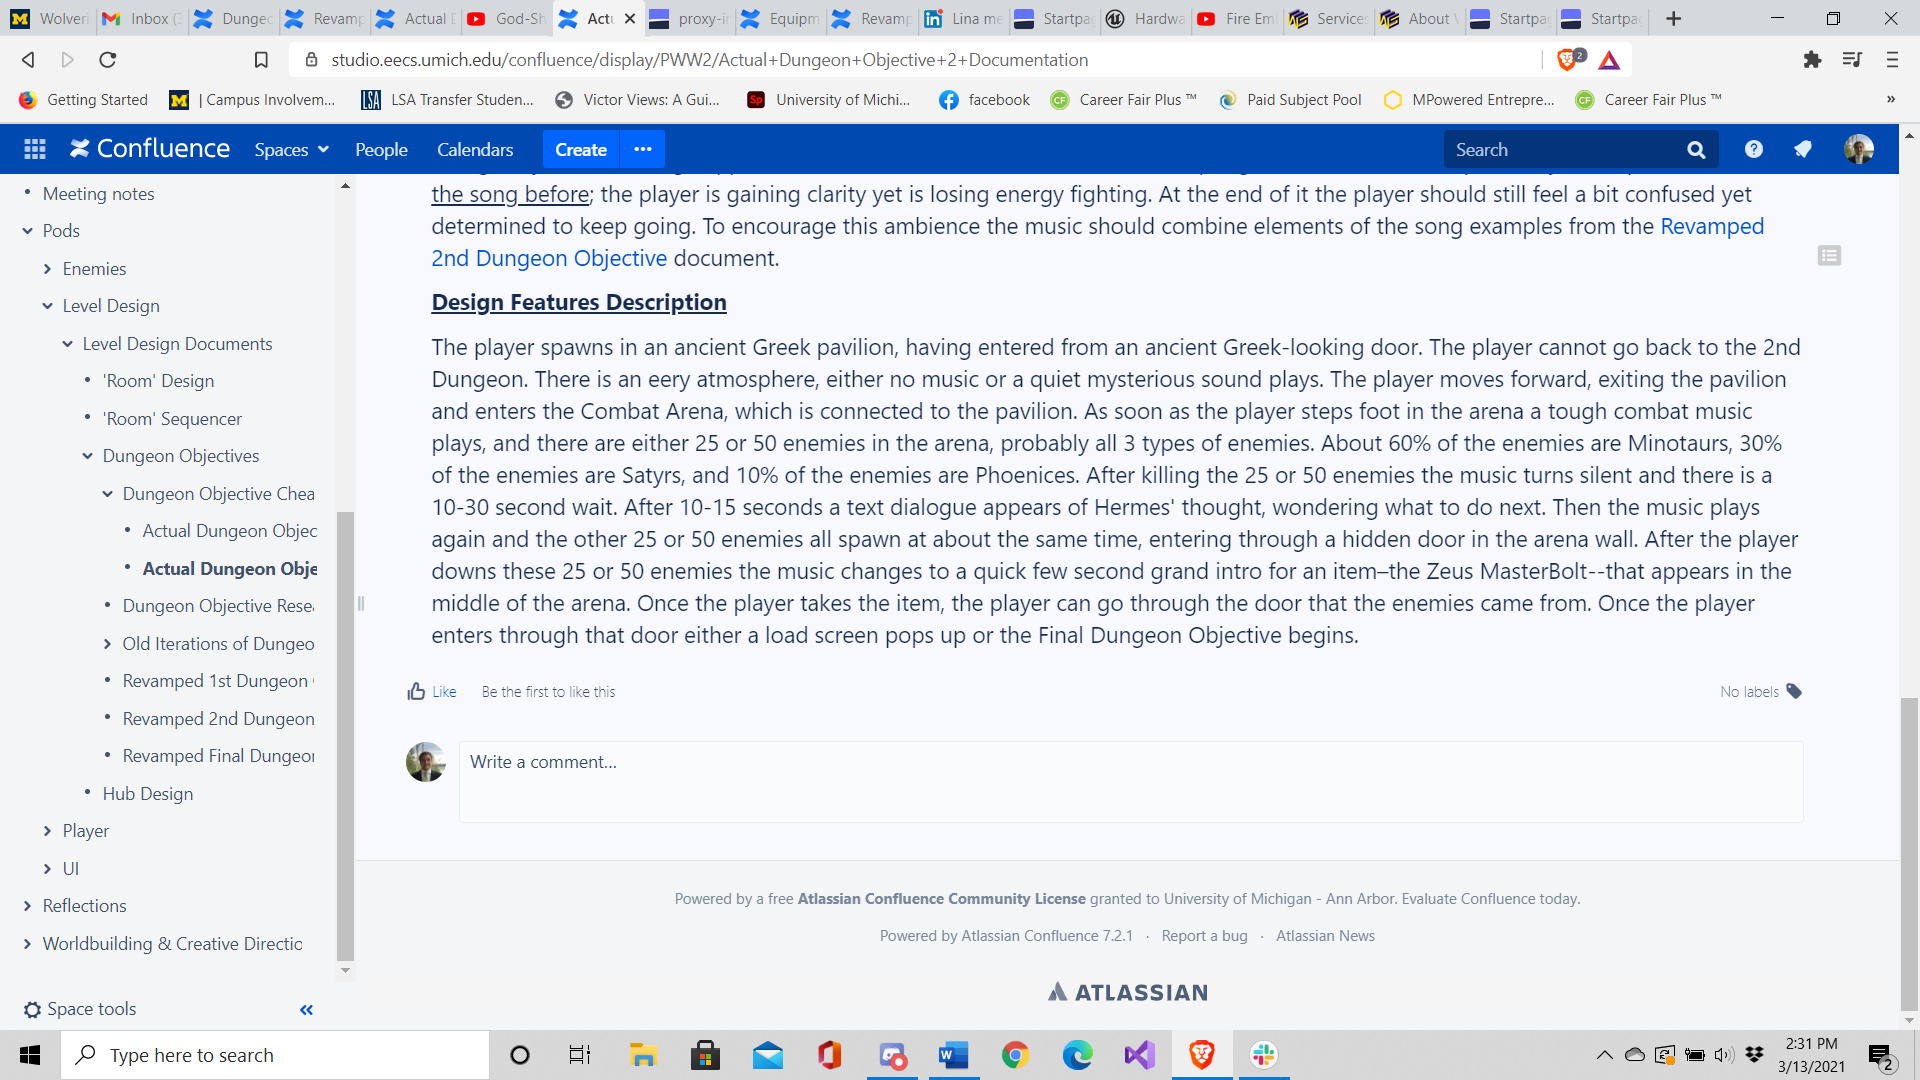 Wolveri
Inbox (3
Dungeo
Revamp
Actual D
God-Sh
Actu
proxy-in
Equipm
Revamp
Lina me
Startpag
Hardwa
Fire Em
Services
About W
Startpag
Startpag
studio.eecs.umich.edu/confluence/display/PWW2/Actual+Dungeon+Objective+2+Documentation
2
Getting Started
| Campus Involvem...
LSA Transfer Studen...
Victor Views: A Gui...
University of Michi...
facebook
Career Fair Plus ™
Paid Subject Pool
MPowered Entrepre...
Career Fair Plus ™
»
Confluence
Spaces
People
Calendars
Create
Search
Meeting notes
Pods
Enemies
Level Design
Level Design Documents
'Room' Design
'Room' Sequencer
Dungeon Objectives
Dungeon Objective Chea
Actual Dungeon Objec
Actual Dungeon Obje
Dungeon Objective Rese
Old Iterations of Dungeo
Revamped 1st Dungeon
Revamped 2nd Dungeon
Revamped Final Dungeor
Hub Design
Player
UI
Reflections
Worldbuilding & Creative Directio
Space tools
«
the song before; the player is gaining clarity yet is losing energy fighting. At the end of it the player should still feel a bit confused yet
determined to keep going. To encourage this ambience the music should combine elements of the song examples from the Revamped
2nd Dungeon Objective document.
Design Features Description
The player spawns in an ancient Greek pavilion, having entered from an ancient Greek-looking door. The player cannot go back to the 2nd
Dungeon. There is an eery atmosphere, either no music or a quiet mysterious sound plays. The player moves forward, exiting the pavilion
and enters the Combat Arena, which is connected to the pavilion. As soon as the player steps foot in the arena a tough combat music
plays, and there are either 25 or 50 enemies in the arena, probably all 3 types of enemies. About 60% of the enemies are Minotaurs, 30%
of the enemies are Satyrs, and 10% of the enemies are Phoenices. After killing the 25 or 50 enemies the music turns silent and there is a
10-30 second wait. After 10-15 seconds a text dialogue appears of Hermes' thought, wondering what to do next. Then the music plays
again and the other 25 or 50 enemies all spawn at about the same time, entering through a hidden door in the arena wall. After the player
downs these 25 or 50 enemies the music changes to a quick few second grand intro for an item–the Zeus MasterBolt--that appears in the
middle of the arena. Once the player takes the item, the player can go through the door that the enemies came from. Once the player
enters through that door either a load screen pops up or the Final Dungeon Objective begins.
Like
Be the first to like this
No labels
Write a comment...
Powered by a free Atlassian Confluence Community License granted to University of Michigan - Ann Arbor. Evaluate Confluence today.
Powered by Atlassian Confluence 7.2.1 · Report a bug · Atlassian News
ATLASSIAN
Type here to search
2:31 PM
3/13/2021
2